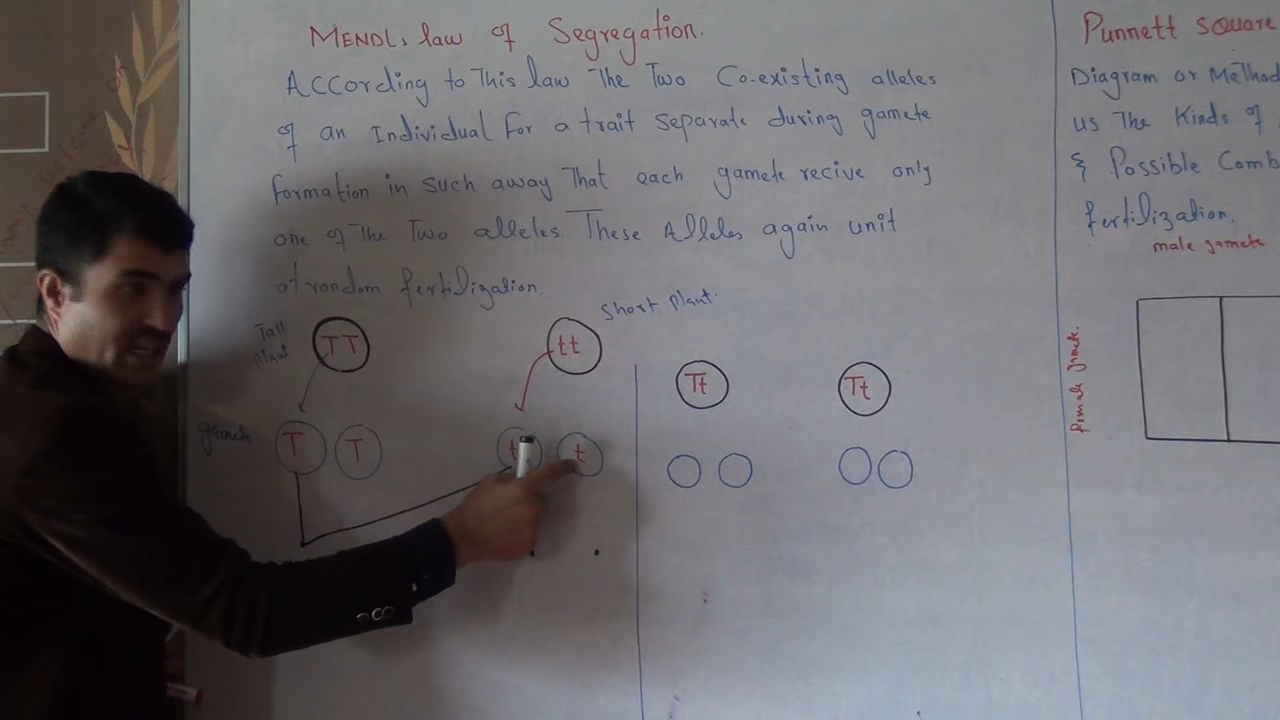 MENDL, law of Segregation.
According to This law The Two Co-existing alleles
of an Individual for a trait separate during gamete
formation in such away That each gamete recive only
one of The Two alleles. These Alleles again unit
at random fertilization.
Short Plant.
Tall
Plant
TT
tt
gamete
T
T
t
t
Tt
Tt
Punnett square
Diagram or Method
us The Kinds of
& Possible Comb
fertilization.
male gamete